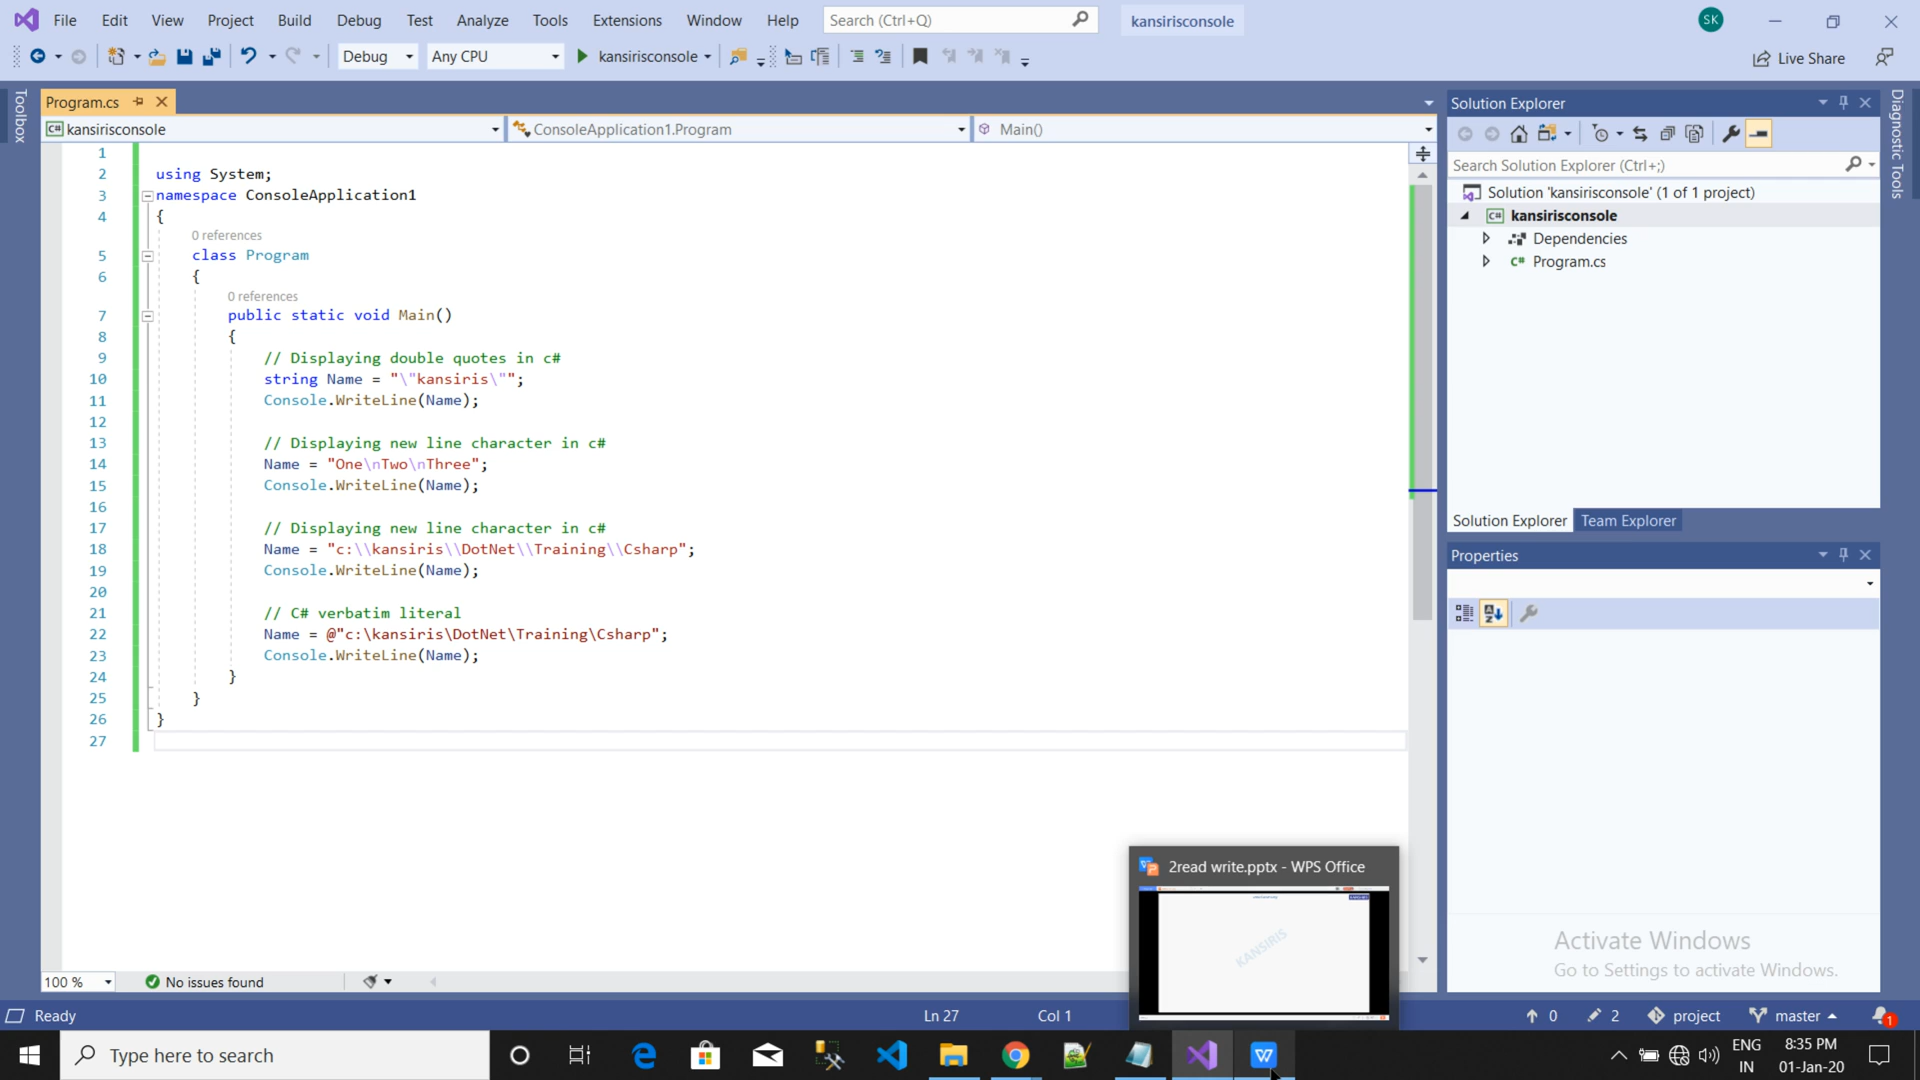 File Edit View Project Build Debug Test Analyze Tools Extensions Window Help Search (Ctrl+Q) kansirisconsole SK
Debug Any CPU kansirisconsole Live Share
Toolbox
Program.cs
kansirisconsole ConsoleApplication1.Program Main()
1
2 using System;
3 namespace ConsoleApplication1
4 {
0 references
5 class Program
6 {
0 references
7 public static void Main()
8 {
9 // Displaying double quotes in c#
10 string Name = "\"kansiris\"";
11 Console.WriteLine(Name);
12
13 // Displaying new line character in c#
14 Name = "One\nTwo\nThree";
15 Console.WriteLine(Name);
16
17 // Displaying new line character in c#
18 Name = "c:\\kansiris\\DotNet\\Training\\Csharp";
19 Console.WriteLine(Name);
20
21 // C# verbatim literal
22 Name = @"c:\kansiris\DotNet\Training\Csharp";
23 Console.WriteLine(Name);
24 }
25 }
26 }
27
100 % No issues found
Solution Explorer
Search Solution Explorer (Ctrl+;)
Solution 'kansirisconsole' (1 of 1 project)
C# kansirisconsole
Dependencies
C# Program.cs
Solution Explorer Team Explorer
Properties
Diagnostic Tools
Activate Windows
Go to Settings to activate Windows.
2read write.pptx - WPS Office
KANSIRIS
Ready Ln 27 Col 1 0 2 project master 1
Type here to search
ENG
IN
8:35 PM
01-Jan-20